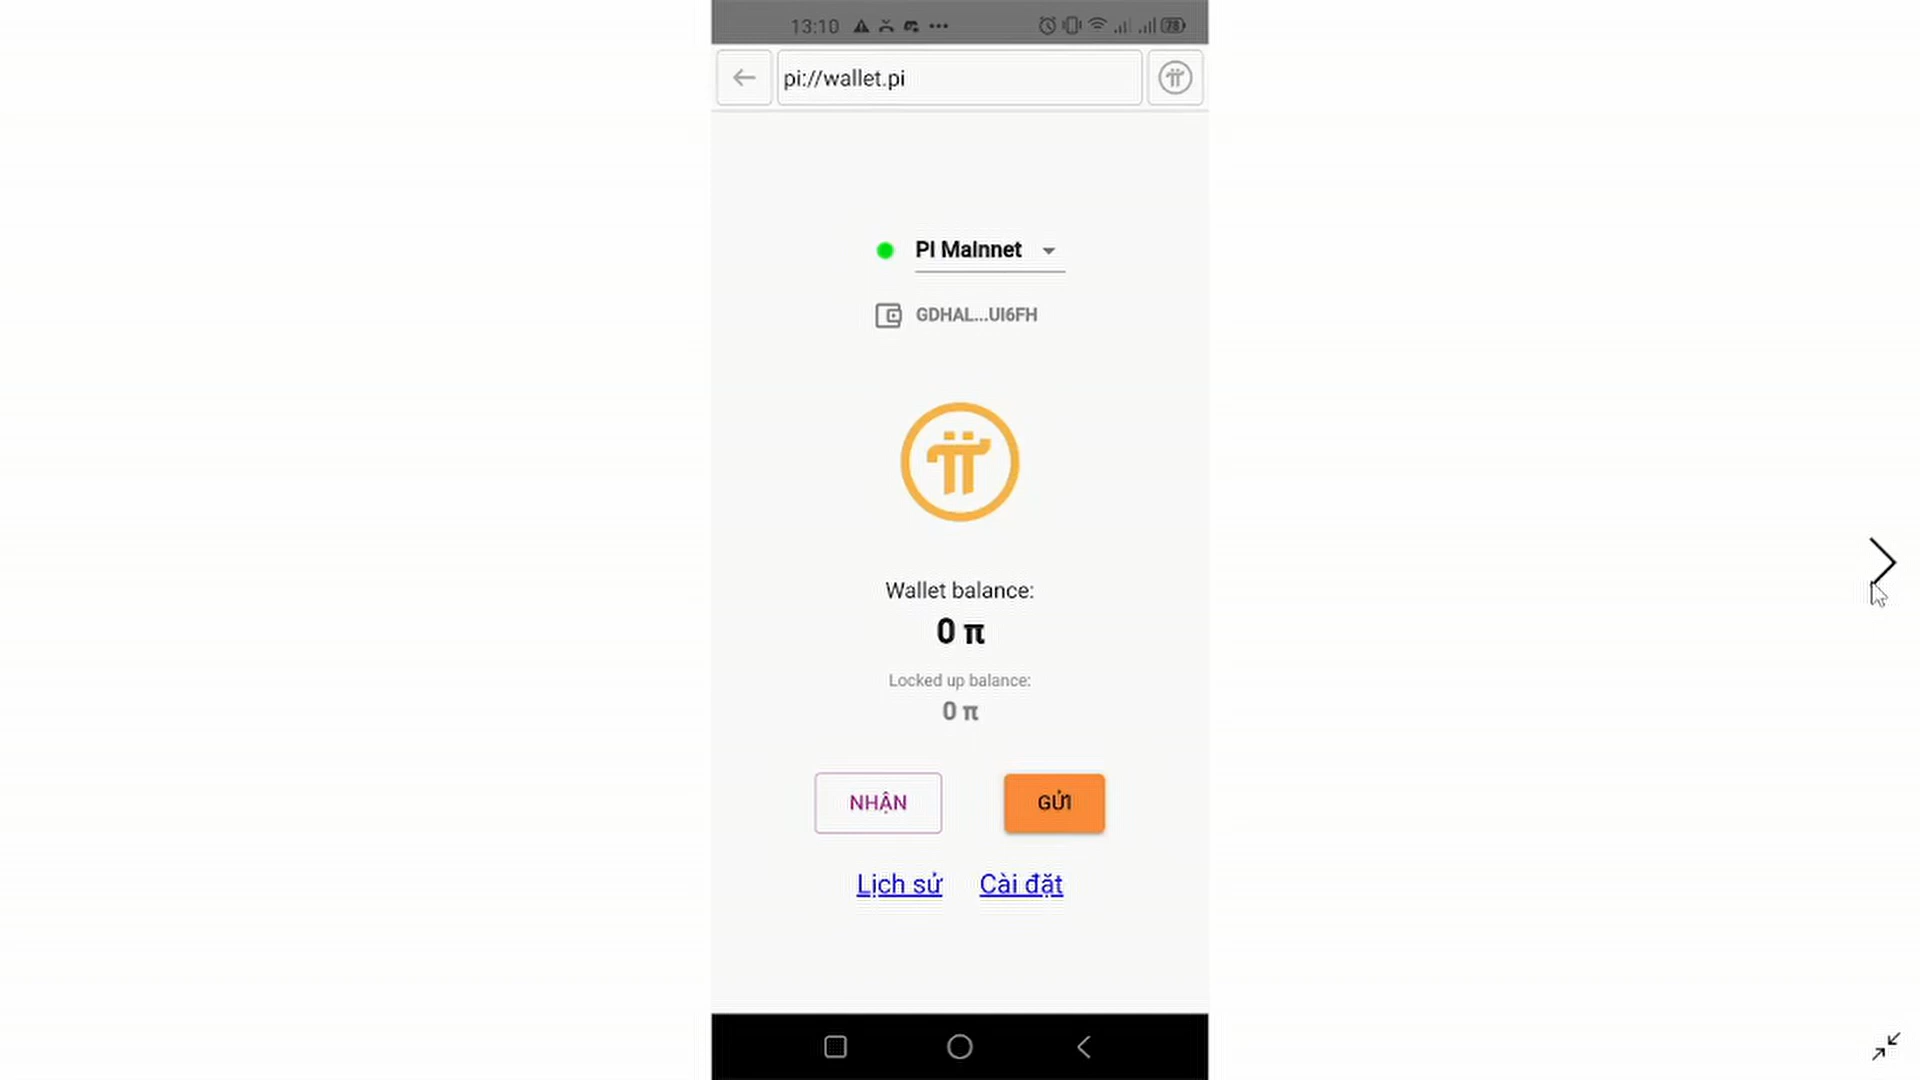 13:10
78
pi://wallet.pi
Pi Mainnet
GDHAL...UI6FH
Wallet balance:
0 π
Locked up balance:
0 π
NHẬN
GỬI
Lịch sử
Cài đặt